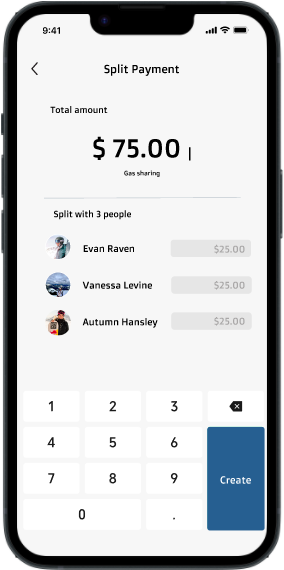 9:41
Split Payment
Total amount
$ 75.00 |
Gas sharing
Split with 3 people
Evan Raven $25.00
Vanessa Levine $25.00
Autumn Hansley $25.00
1 2 3
4 5 6
7 8 9
Create
0 .